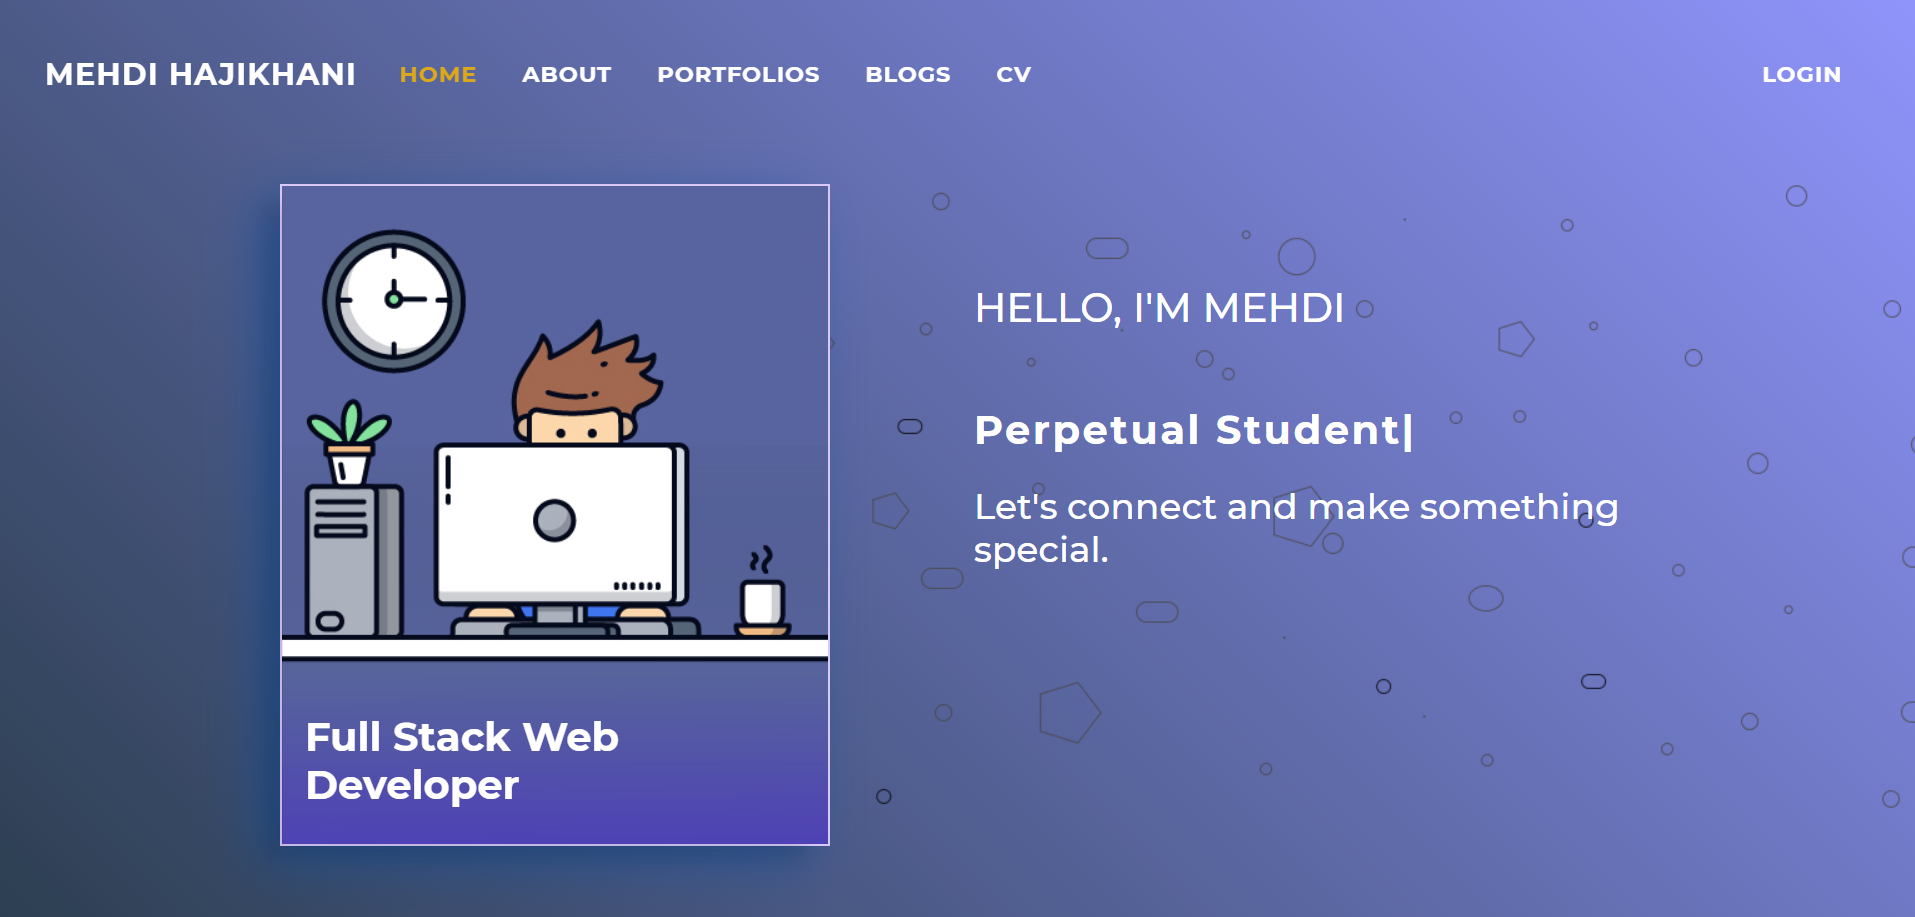 MEHDI HAJIKHANI HOME ABOUT PORTFOLIOS BLOGS CV LOGIN
HELLO, I'M MEHDI
Perpetual Student|
Let's connect and make something
special.
Full Stack Web
Developer